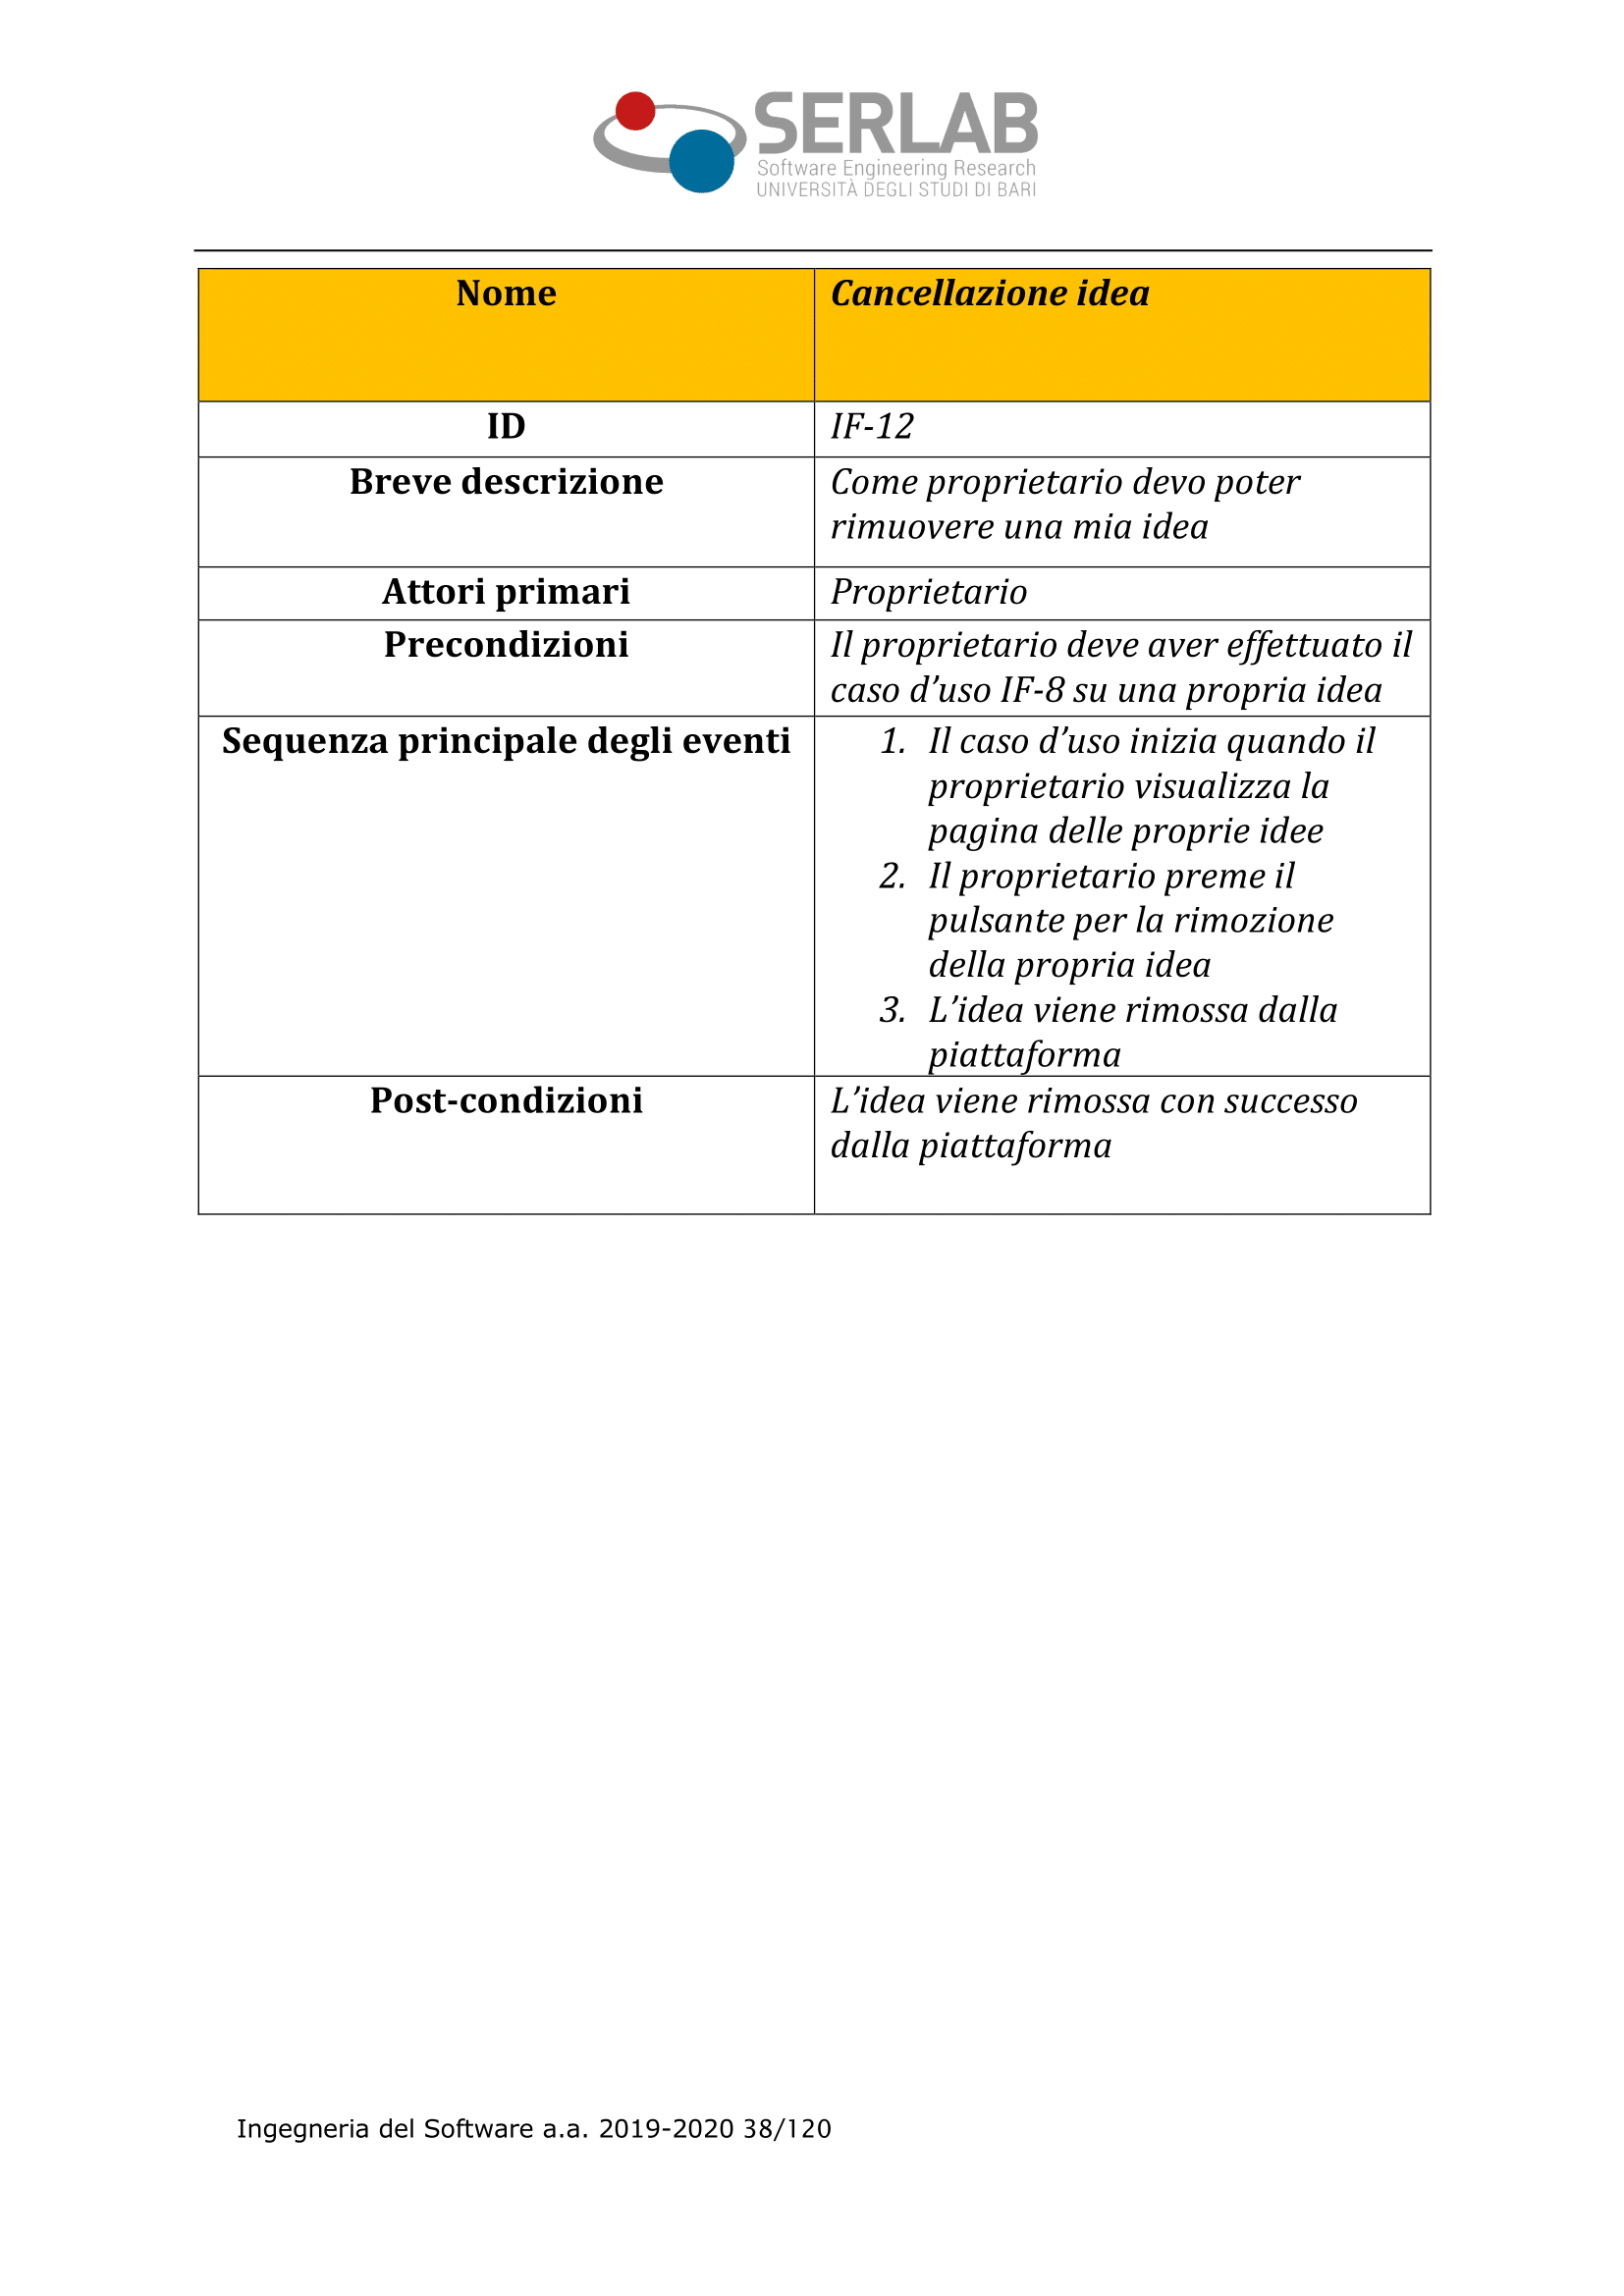 SERLAB
Software Engineering Research
UNIVERSITÀ DEGLI STUDI DI BARI
Nome
Cancellazione idea
ID
IF-12
Breve descrizione
Come proprietario devo poter
rimuovere una mia idea
Attori primari
Proprietario
Precondizioni
Il proprietario deve aver effettuato il
caso d’uso IF-8 su una propria idea
Sequenza principale degli eventi
1. Il caso d’uso inizia quando il
proprietario visualizza la
pagina delle proprie idee
2. Il proprietario preme il
pulsante per la rimozione
della propria idea
3. L’idea viene rimossa dalla
piattaforma
Post-condizioni
L’idea viene rimossa con successo
dalla piattaforma
Ingegneria del Software a.a. 2019-2020 38/120